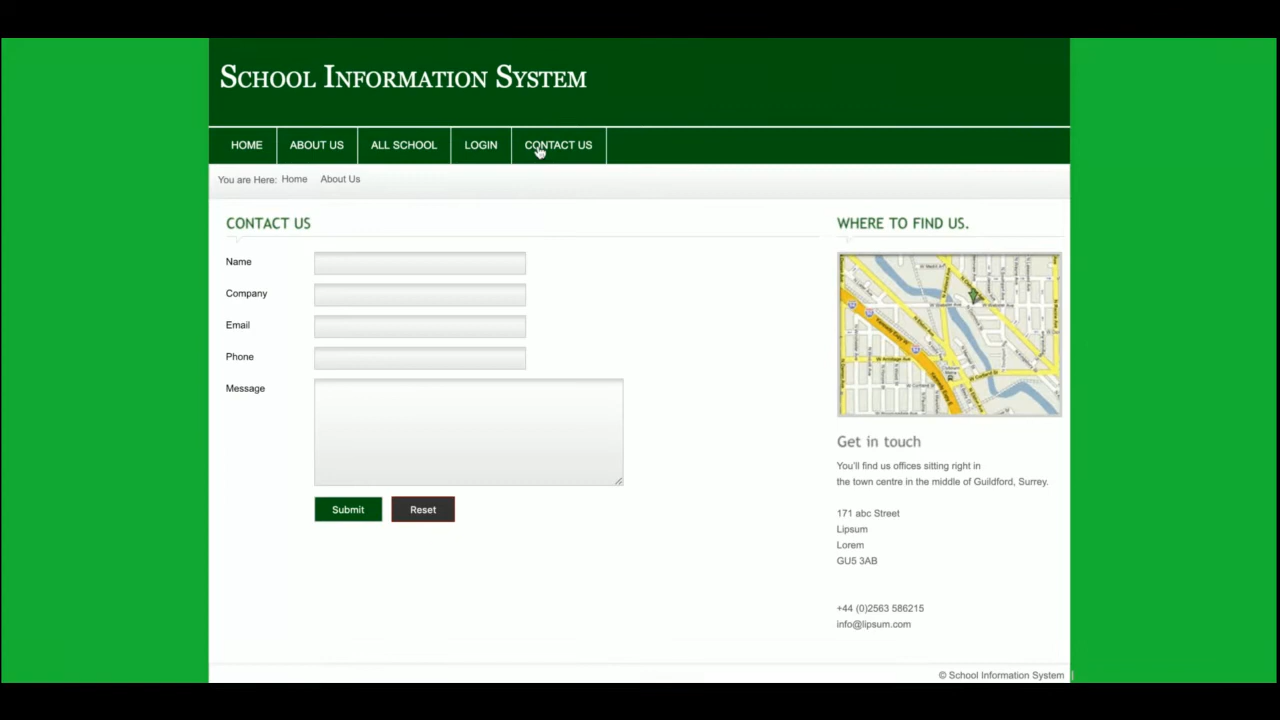 School Information System
HOME ABOUT US ALL SCHOOL LOGIN CONTACT US
You are Here: Home About Us
CONTACT US
Name
Company
Email
Phone
Message
Submit Reset
WHERE TO FIND US.
Get in touch
You'll find us offices sitting right in
the town centre in the middle of Guildford, Surrey.
171 abc Street
Lipsum
Lorem
GU5 3AB
+44 (0)2563 586215
info@lipsum.com
© School Information System